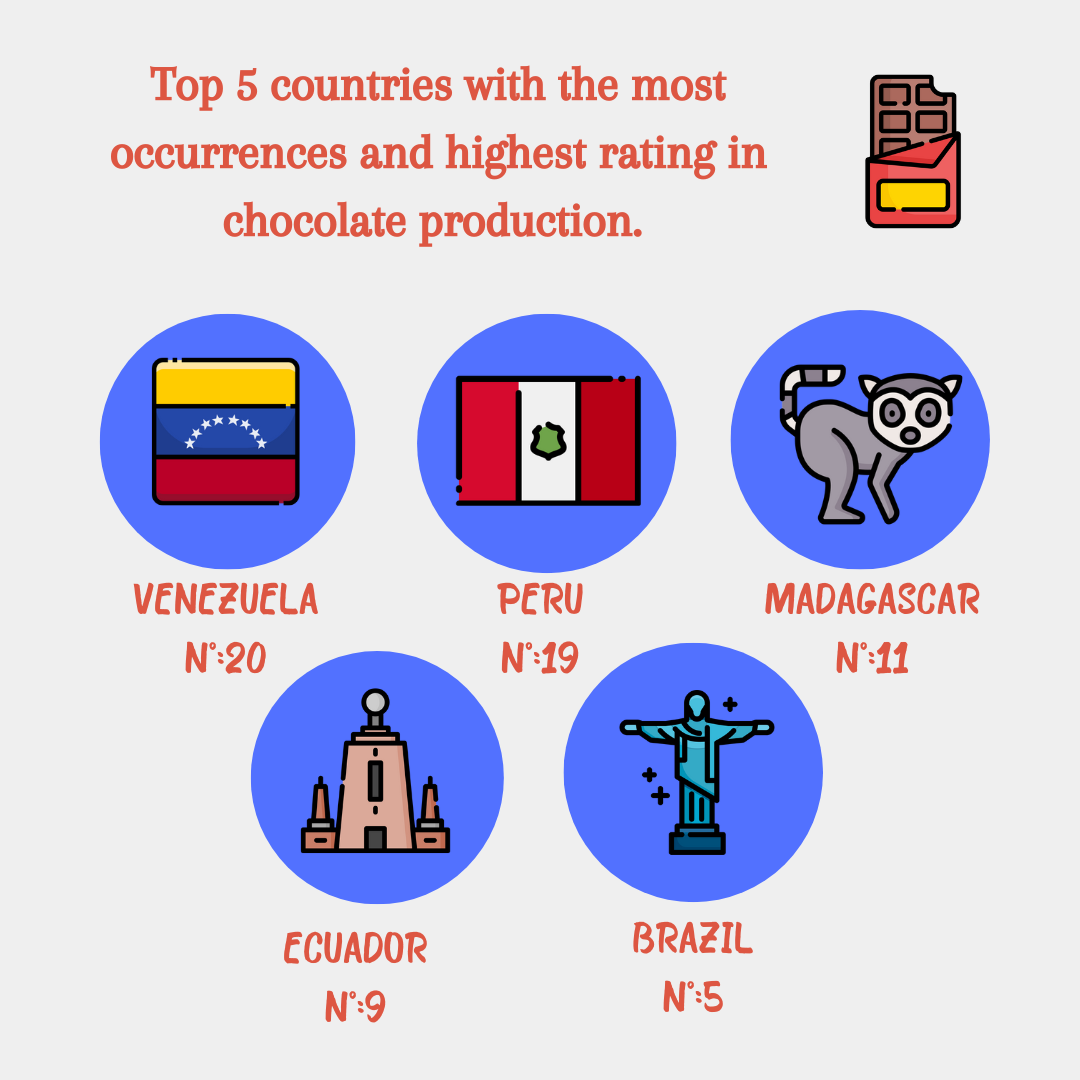 Top 5 countries with the most
occurrences and highest rating in
chocolate production.
VENEZUELA
N°:20
PERU
N°:19
MADAGASCAR
N°:11
ECUADOR
N°:9
BRAZIL
N°:5